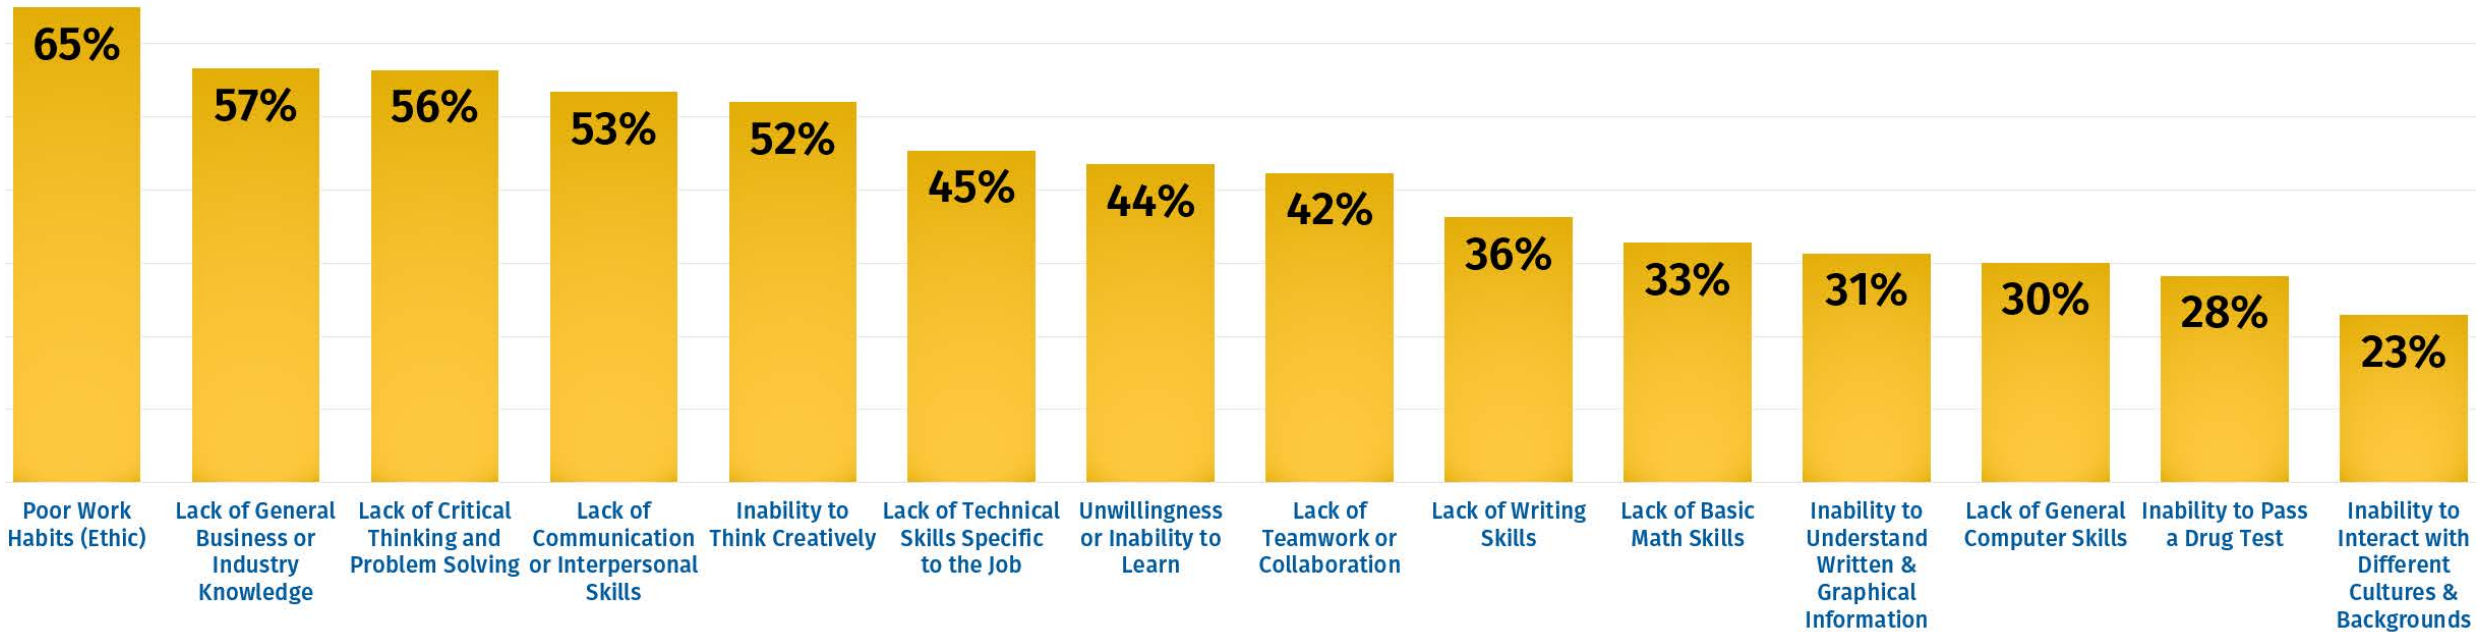 65%
57%
56%
53%
52%
45%
44%
42%
36%
33%
31%
30%
28%
23%
Poor Work
Habits (Ethic)
Lack of General
Business or
Industry
Knowledge
Lack of Critical
Thinking and
Problem Solving
Lack of
Communication
or Interpersonal
Skills
Inability to
Think Creatively
Lack of Technical
Skills Specific
to the Job
Unwillingness
or Inability to
Learn
Lack of
Teamwork or
Collaboration
Lack of Writing
Skills
Lack of Basic
Math Skills
Inability to
Understand
Written &
Graphical
Information
Lack of General
Computer Skills
Inability to Pass
a Drug Test
Inability to
Interact with
Different
Cultures &
Backgrounds